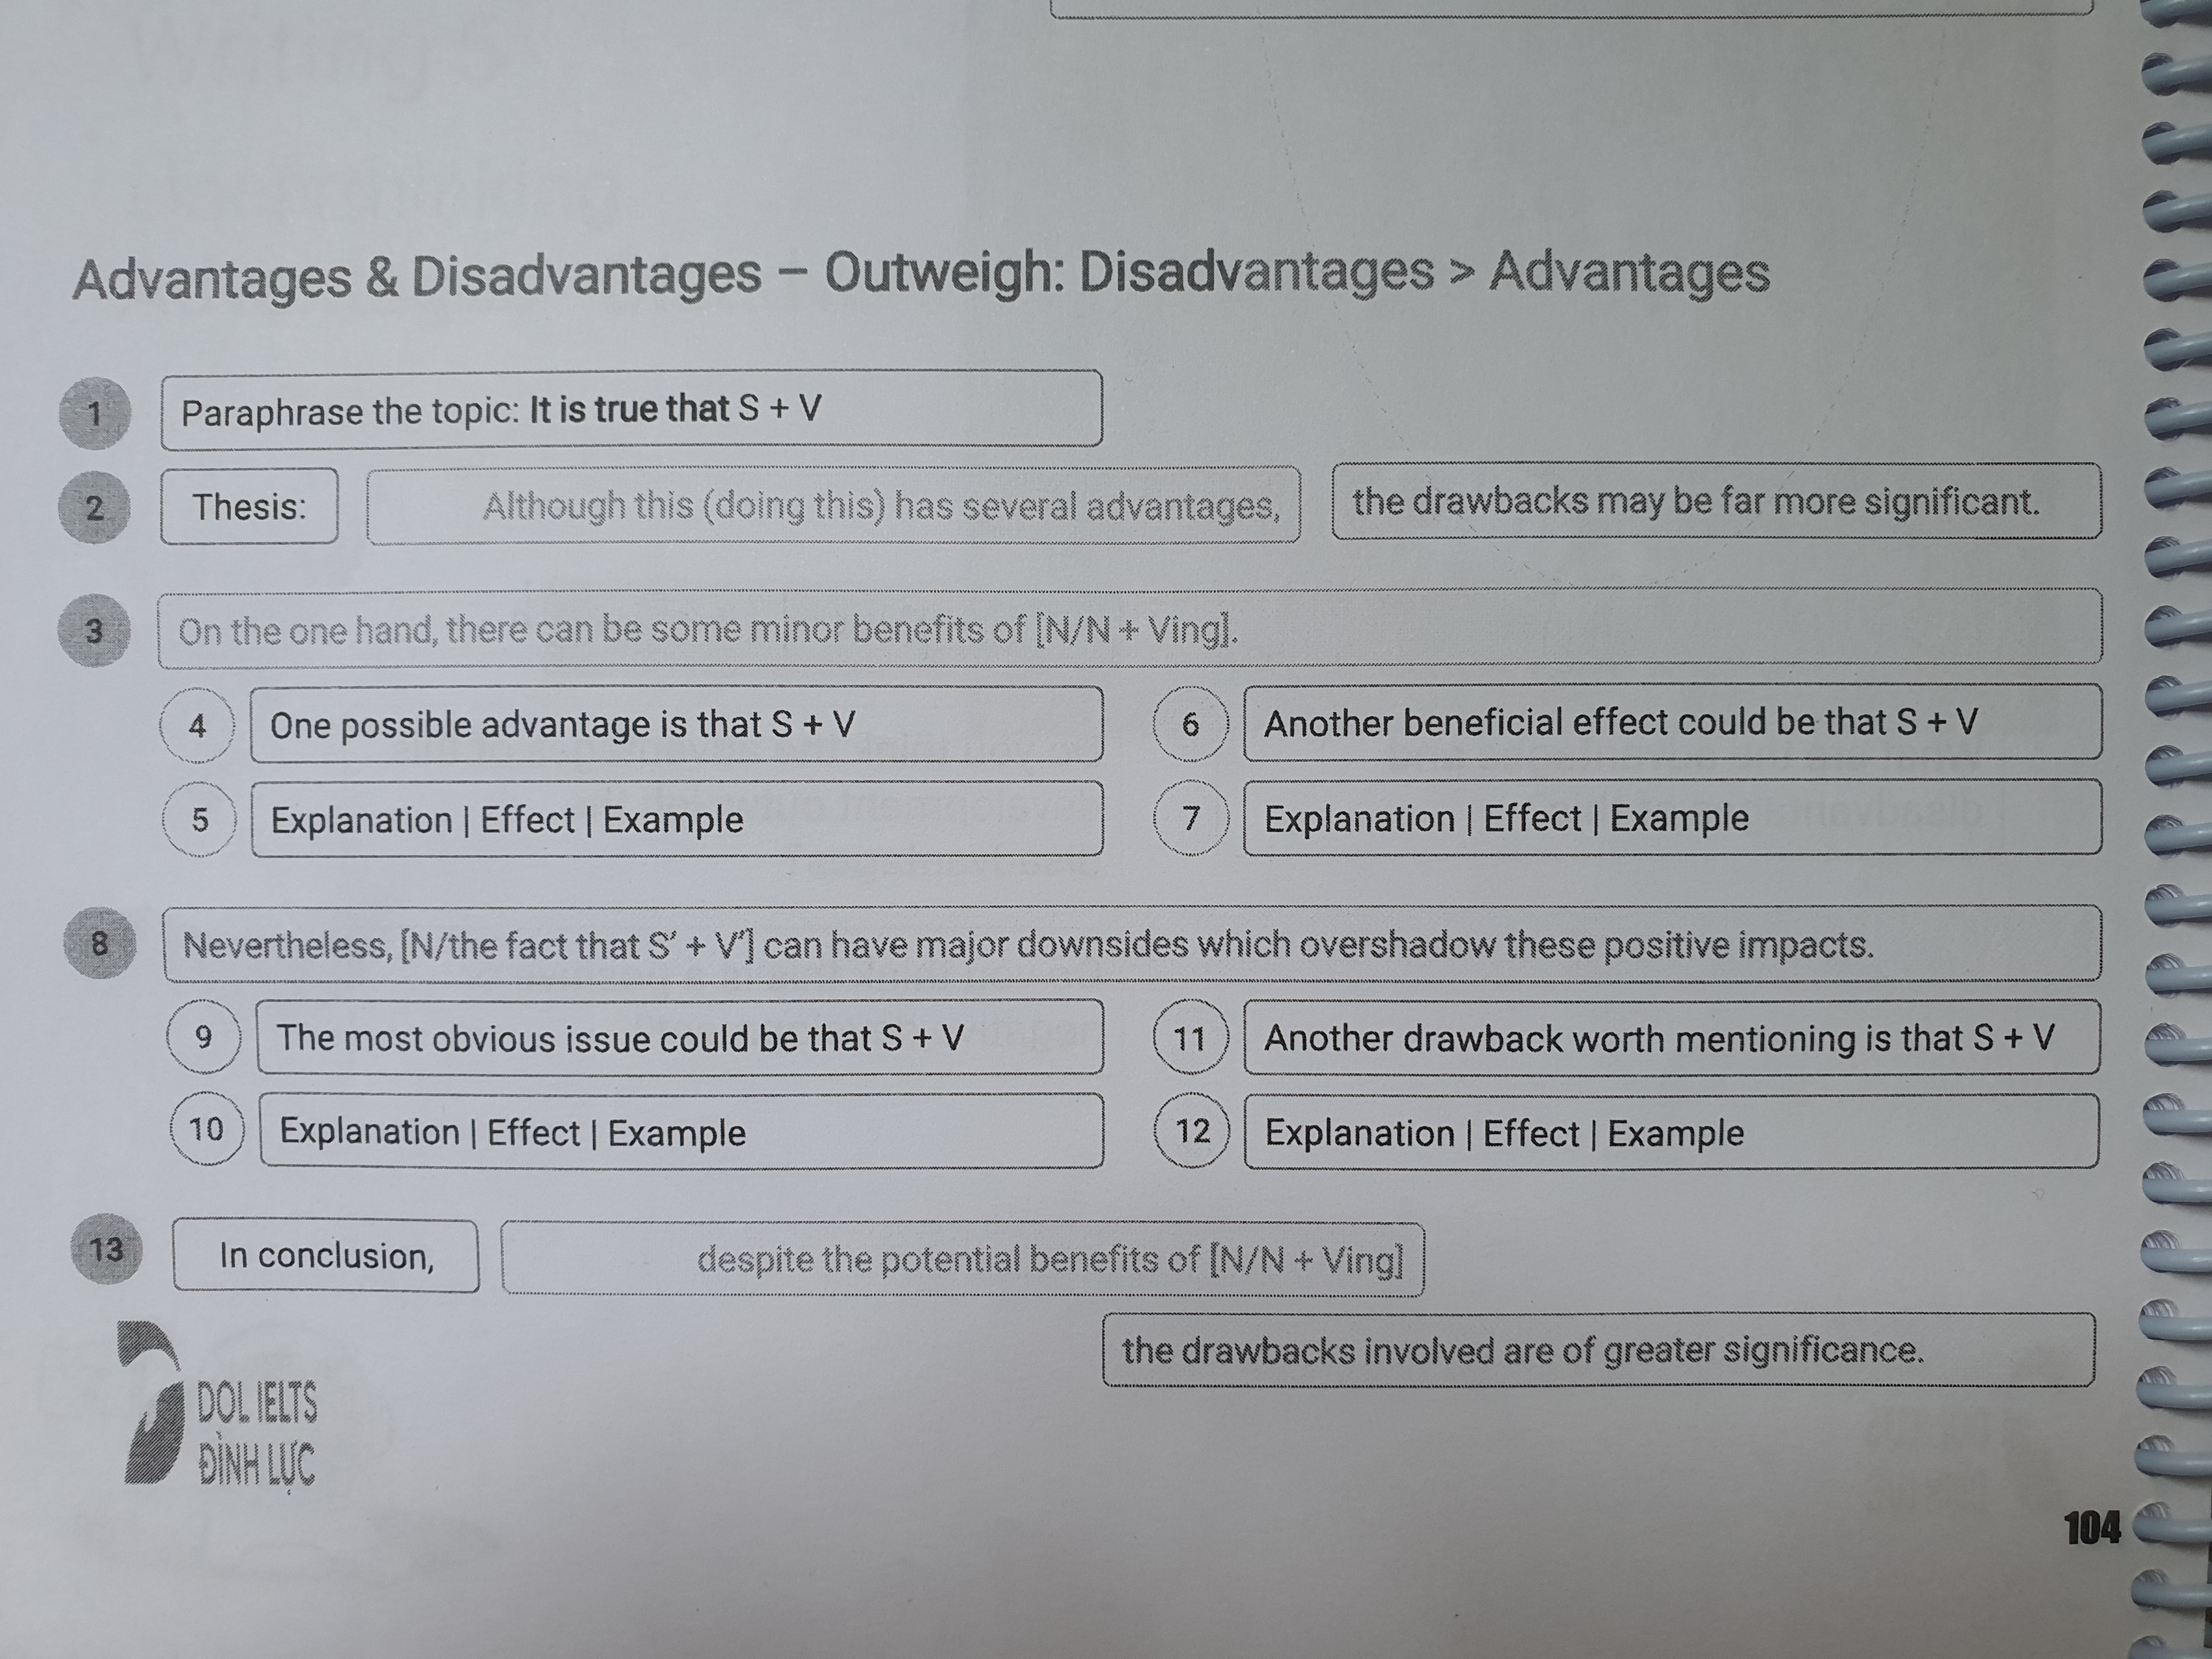 Advantages & Disadvantages – Outweigh: Disadvantages > Advantages
1 Paraphrase the topic: It is true that S + V
2 Thesis: Although this (doing this) has several advantages, the drawbacks may be far more significant.
3 On the one hand, there can be some minor benefits of [N/N + Ving].
4 One possible advantage is that S + V
5 Explanation | Effect | Example
6 Another beneficial effect could be that S + V
7 Explanation | Effect | Example
8 Nevertheless, [N/the fact that S' + V'] can have major downsides which overshadow these positive impacts.
9 The most obvious issue could be that S + V
10 Explanation | Effect | Example
11 Another drawback worth mentioning is that S + V
12 Explanation | Effect | Example
13 In conclusion, despite the potential benefits of [N/N + Ving]
the drawbacks involved are of greater significance.
DOL IELTS
ĐÌNH LỰC
104